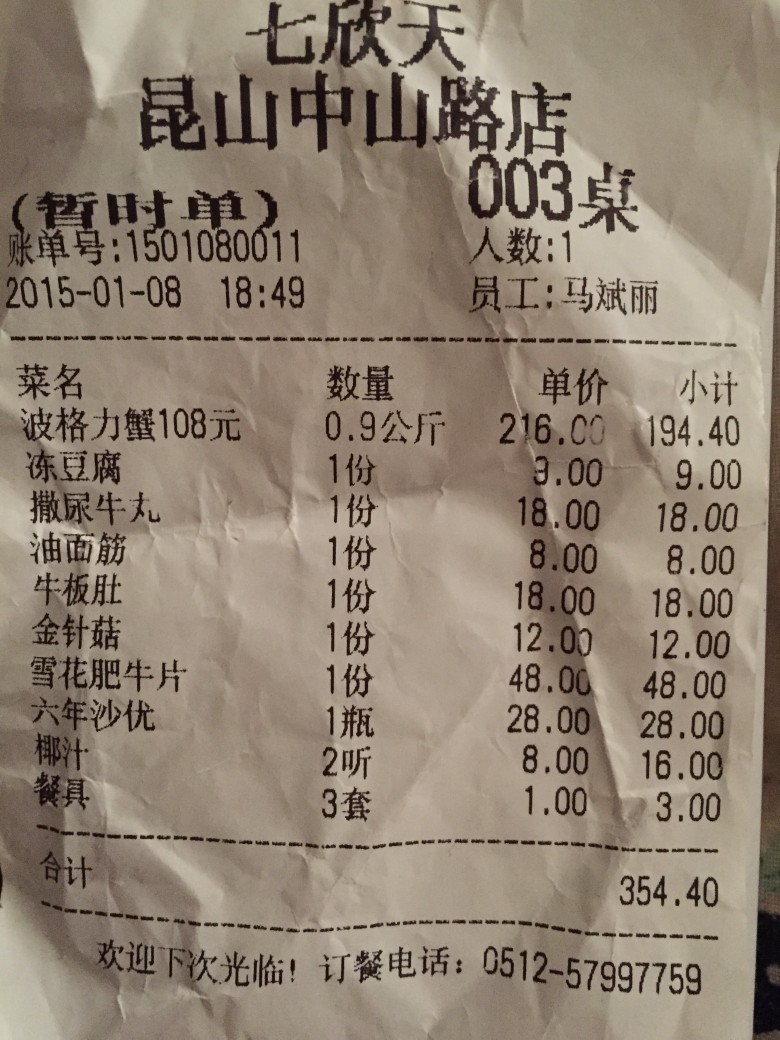 七欣天
昆山中山路店
003桌
(暂时单)
账单号:1501080011 人数:1
2015-01-08 18:49 员工:马斌丽
菜名 数量 单价 小计
波格力蟹108元 0.9公斤 216.00 194.40
冻豆腐 1份 9.00 9.00
撒尿牛丸 1份 18.00 18.00
油面筋 1份 8.00 8.00
牛板肚 1份 18.00 18.00
金针菇 1份 12.00 12.00
雪花肥牛片 1份 48.00 48.00
六年沙优 1瓶 28.00 28.00
椰汁 2听 8.00 16.00
餐具 3套 1.00 3.00
合计 354.40
欢迎下次光临! 订餐电话: 0512-57997759